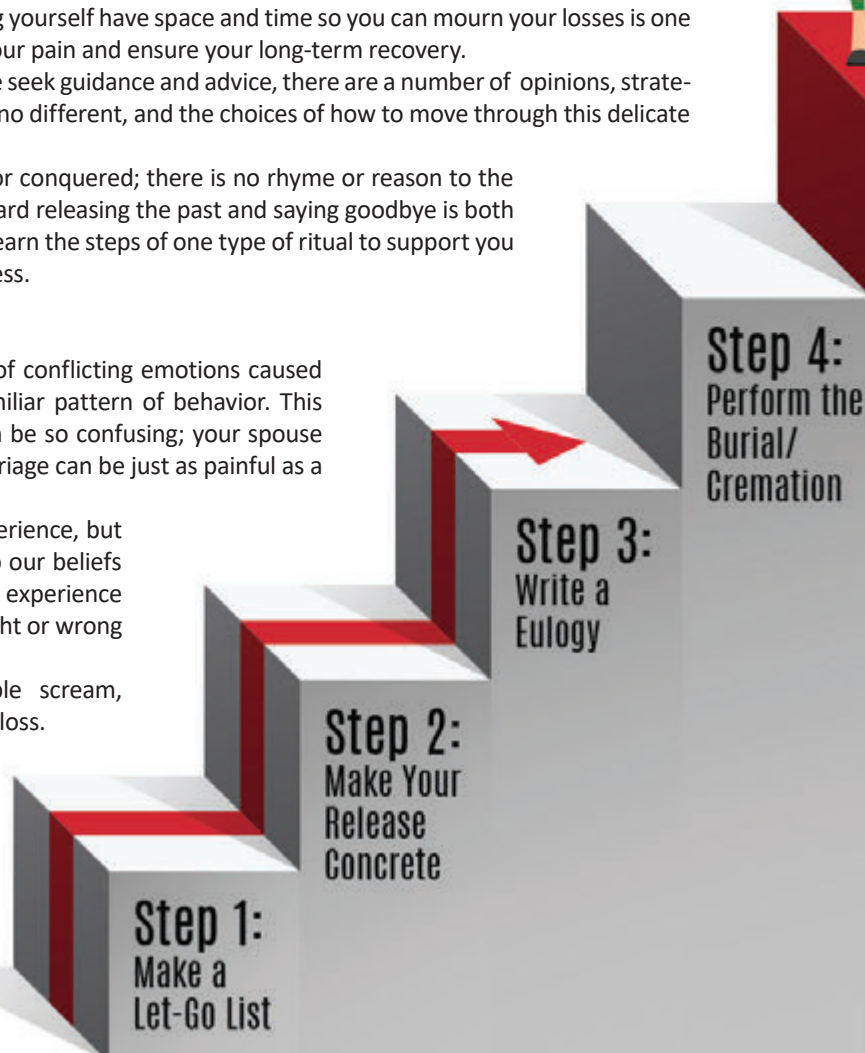 g yourself have space and time so you can mourn your losses is one
our pain and ensure your long-term recovery.
e seek guidance and advice, there are a number of opinions, strate-
no different, and the choices of how to move through this delicate
or conquered; there is no rhyme or reason to the
ard releasing the past and saying goodbye is both
earn the steps of one type of ritual to support you
ess.
of conflicting emotions caused
miliar pattern of behavior. This
n be so confusing; your spouse
rriage can be just as painful as a
perience, but
o our beliefs
experience
ght or wrong
ple scream,
loss.
Step 1:
Make a
Let-Go List
Step 2:
Make Your
Release
Concrete
Step 3:
Write a
Eulogy
Step 4:
Perform the
Burial/
Cremation